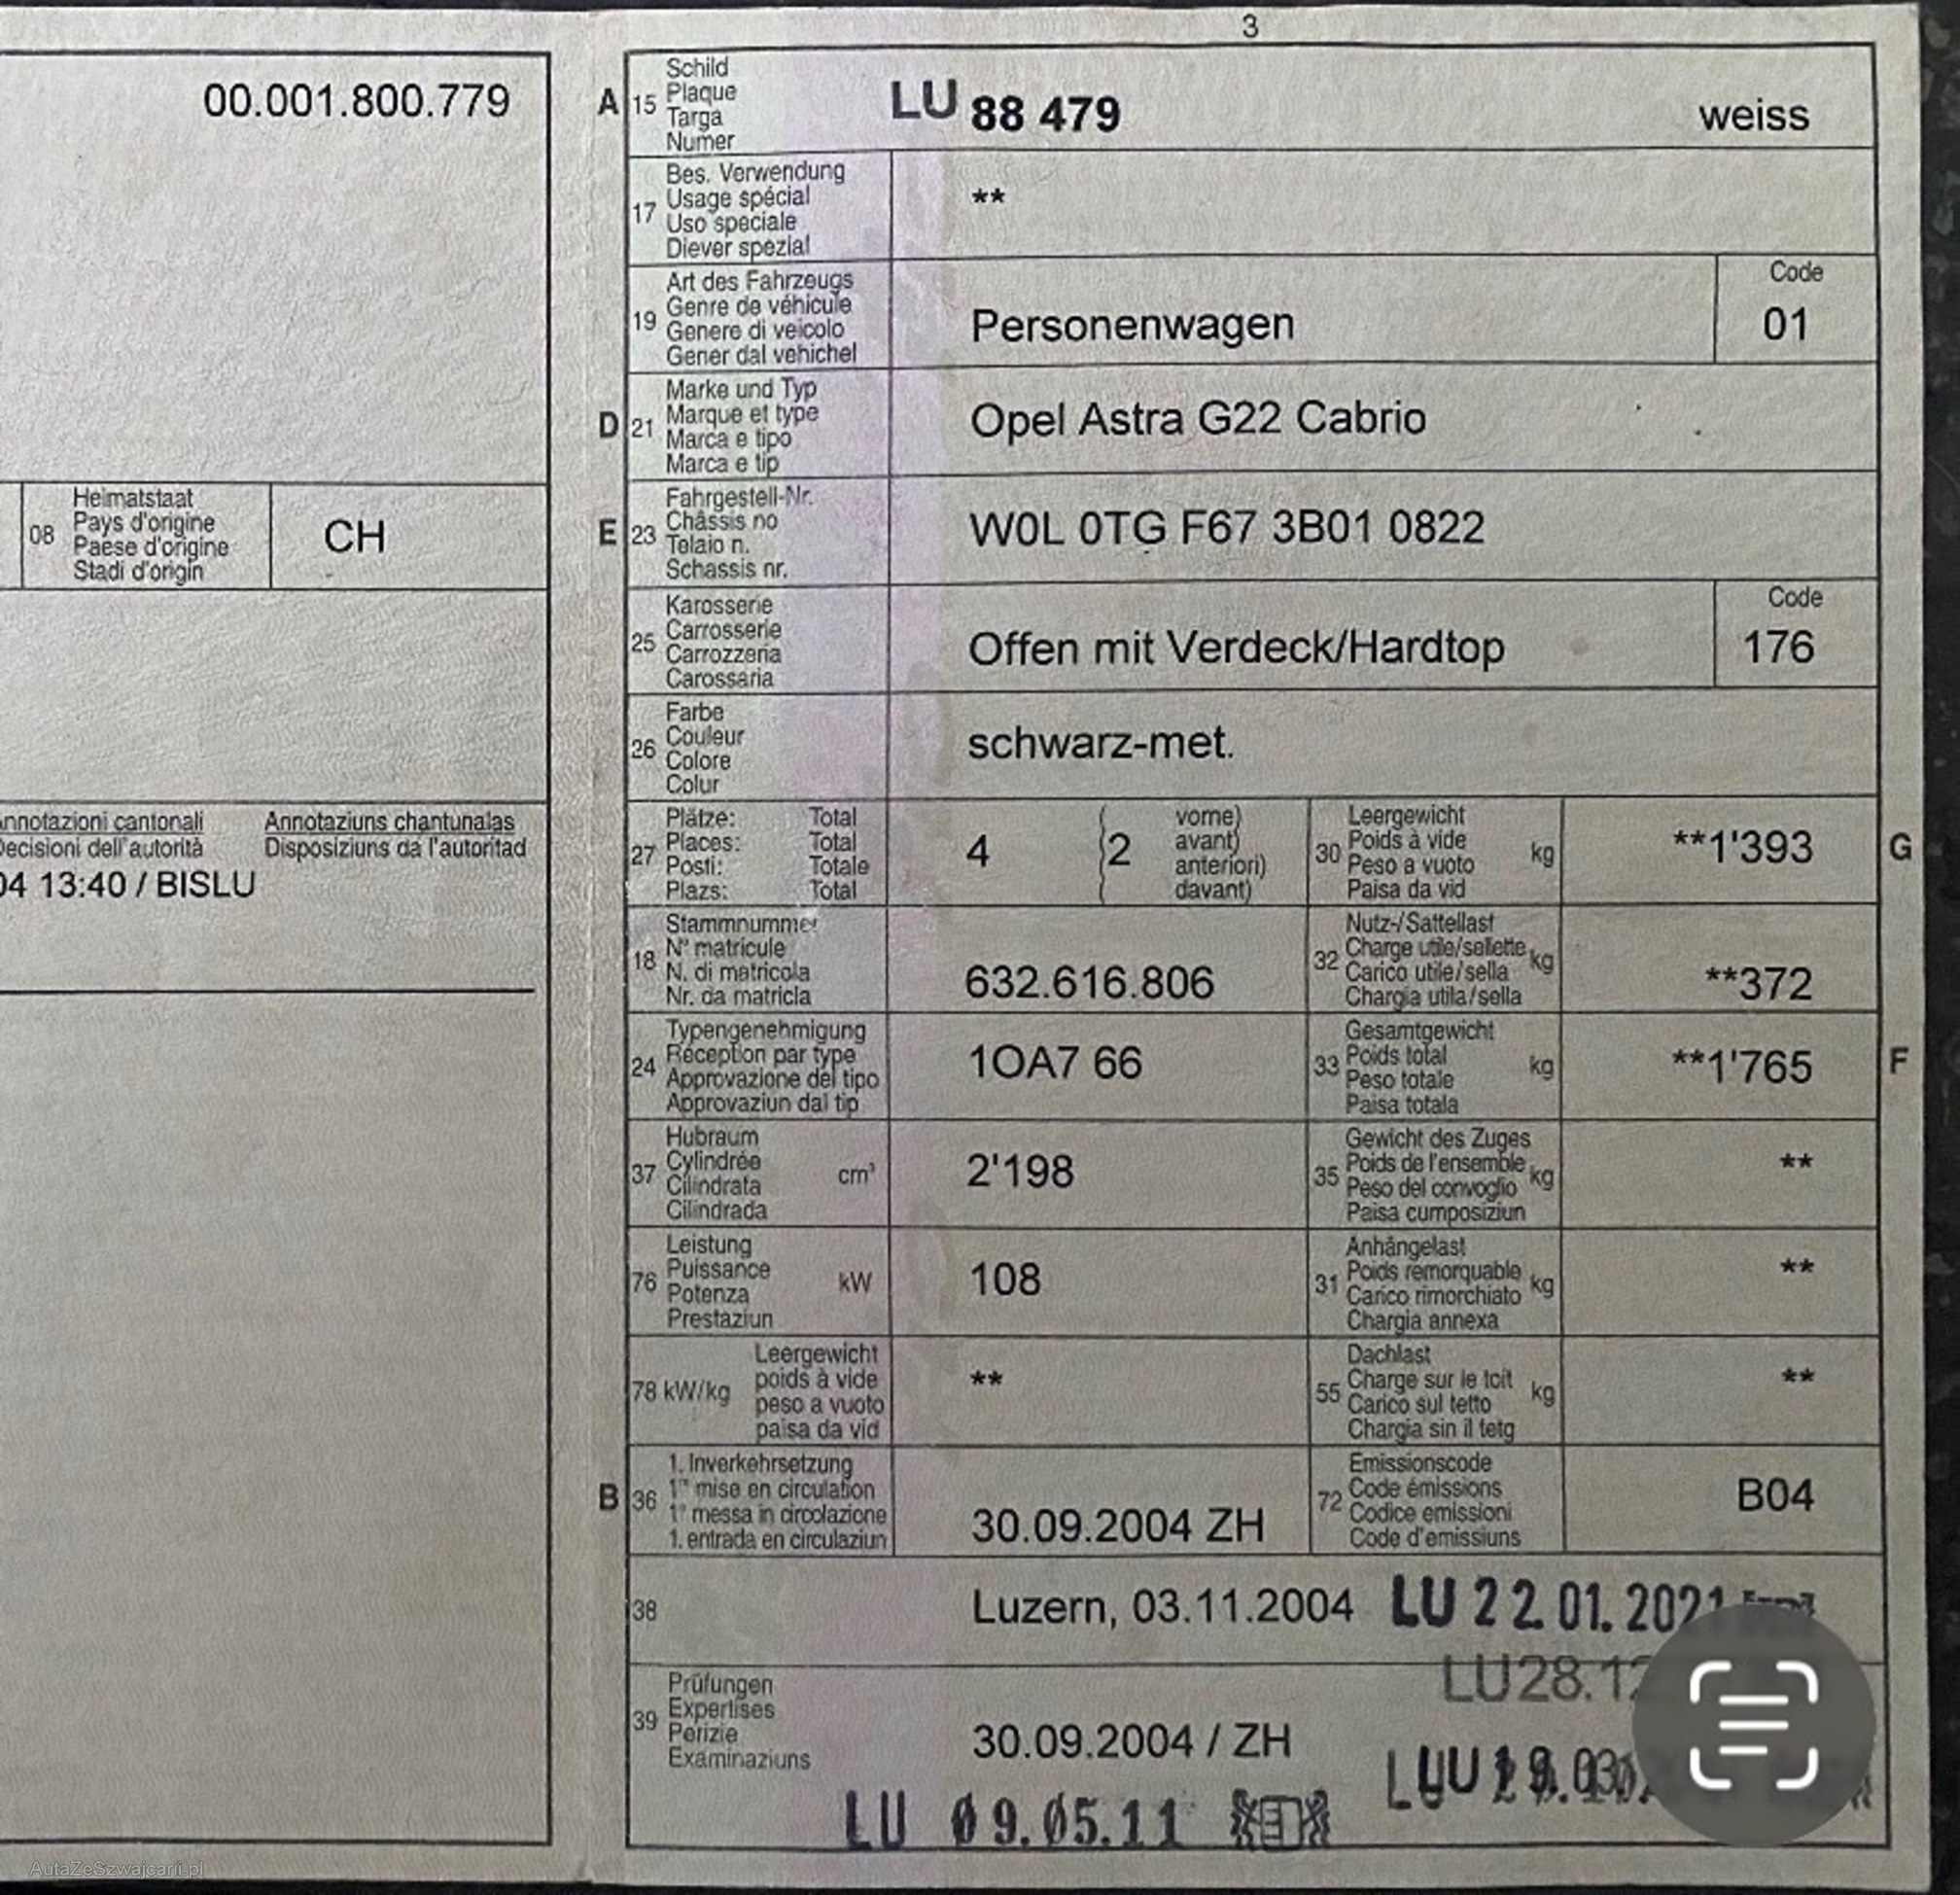 3
00.001.800.779
A 15 Schild
Plaque
Targa
Numer
LU 88 479 weiss
17 Bes. Verwendung
Usage spécial
Uso speciale
Diever spezial
**
19 Art des Fahrzeugs
Genre de véhicule
Genere di veicolo
Gener dal vehichel
Personenwagen
Code
01
D 21 Marke und Typ
Marque et type
Marca e tipo
Marca e tip
Opel Astra G22 Cabrio
08 Heimatstaat
Pays d'origine
Paese d'origine
Stadi d'origin
CH
E 23 Fahrgestell-Nr.
Châssis no
Telaio n.
Schassis nr.
W0L 0TG F67 3B01 0822
25 Karosserie
Carrosserie
Carrozzeria
Carossaria
Offen mit Verdeck/Hardtop
Code
176
26 Farbe
Couleur
Colore
Colur
schwarz-met.
nnotazioni cantonali Annotaziuns chantunalas
Decisioni dell'autorità Disposiziuns da l'autoritad
04 13:40 / BISLU
27 Plätze: Total
Places: Total
Posti: Totale
Plazs: Total
4 (2 vorne)
avant)
anteriori)
davant)
30 Leergewicht
Poids à vide
Peso a vuoto
Paisa da vid
kg
**1'393 G
18 Stammnummer
N° matricule
N. di matricola
Nr. da matricla
632.616.806
32 Nutz-/Sattellast
Charge utile/sellette
Carico utile/sella
Chargia utila/sella
kg
**372
24 Typengenehmigung
Réception par type
Approvazione del tipo
Approvaziun dal tip
1OA7 66
33 Gesamtgewicht
Poids total
Peso totale
Paisa totala
kg
**1'765 F
37 Hubraum
Cylindrée
Cilindrata
Cilindrada
cm³
2'198
35 Gewicht des Zuges
Poids de l'ensemble
Peso del convoglio
Paisa cumposiziun
kg
**
76 Leistung
Puissance
Potenza
Prestaziun
kW
108
31 Anhängelast
Poids remorquable
Carico rimorchiato
Chargia annexa
kg
**
78 kW/kg Leergewicht
poids à vide
peso a vuoto
paisa da vid
**
55 Dachlast
Charge sur le toit
Carico sul tetto
Chargia sin il tetg
kg
**
B 36 1. Inverkehrsetzung
1re mise en circulation
1a messa in circolazione
1. entrada en circulaziun
30.09.2004 ZH
72 Emissionscode
Code émissions
Codice emissioni
Code d'emissiuns
B04
38 Luzern, 03.11.2004 LU 22.01.2021
LU 28.12
39 Prüfungen
Expertises
Perizie
Examinaziuns
30.09.2004 / ZH
LU 09.05.11
AutaZeSzwajcarii.pl